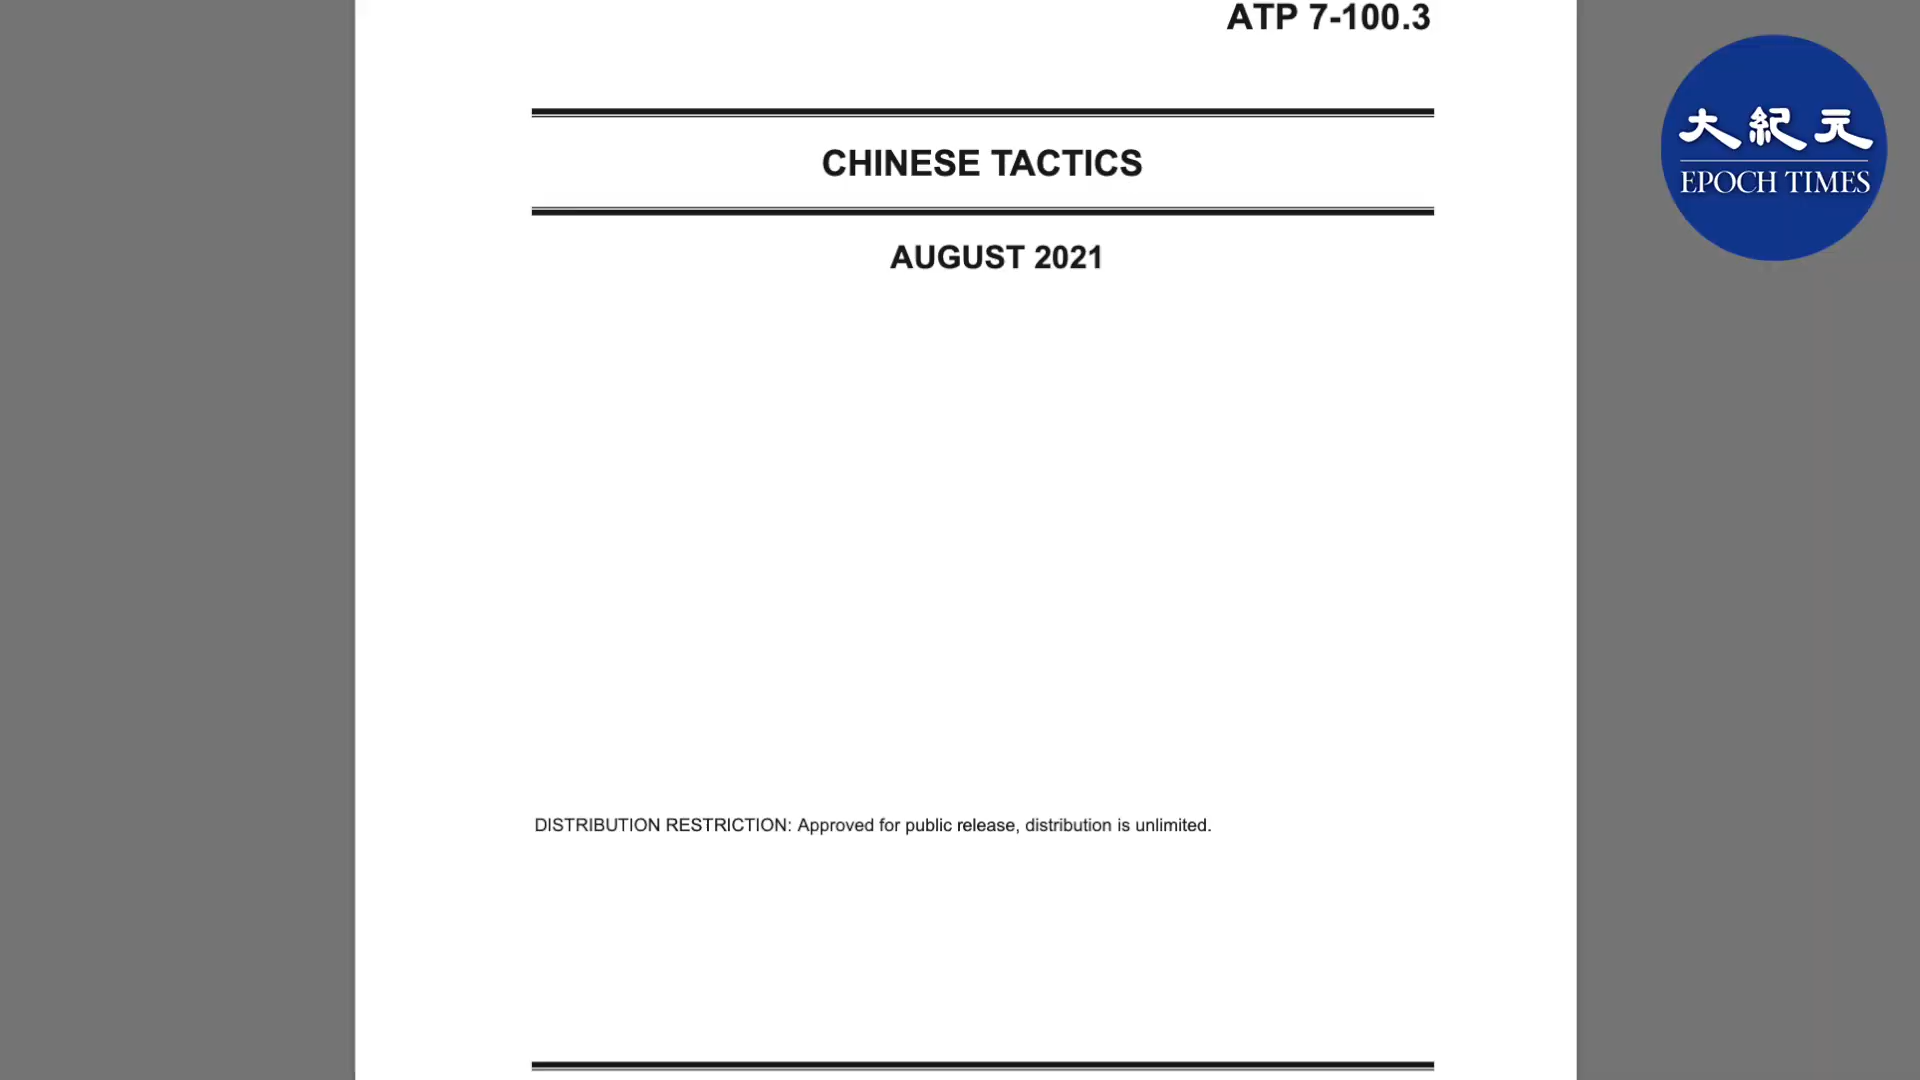 ATP 7-100.3
大紀元
EPOCH TIMES
CHINESE TACTICS
AUGUST 2021
DISTRIBUTION RESTRICTION: Approved for public release, distribution is unlimited.